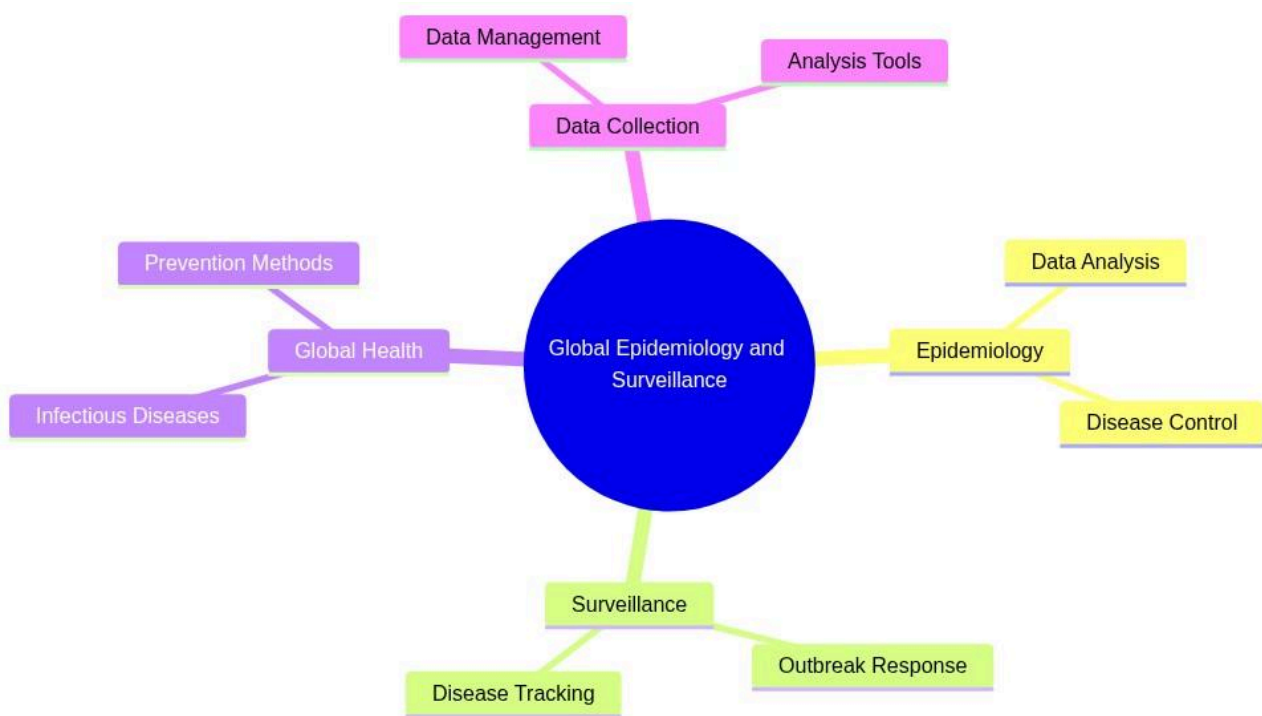 Data Management
Analysis Tools
Data Collection
Prevention Methods
Data Analysis
Global Health
Global Epidemiology and
Surveillance
Epidemiology
Infectious Diseases
Disease Control
Surveillance
Outbreak Response
Disease Tracking